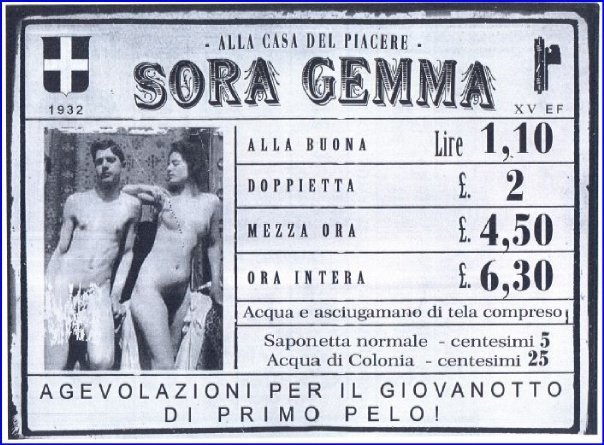 - ALLA CASA DEL PIACERE -
SORA GEMMA
1932
XV EF
ALLA BUONA Lire 1,10
DOPPIETTA £. 2
MEZZA ORA £. 4,50
ORA INTERA £. 6,30
Acqua e asciugamano di tela compreso
Saponetta normale - centesimi 5
Acqua di Colonia - centesimi 25
AGEVOLAZIONI PER IL GIOVANOTTO
DI PRIMO PELO!